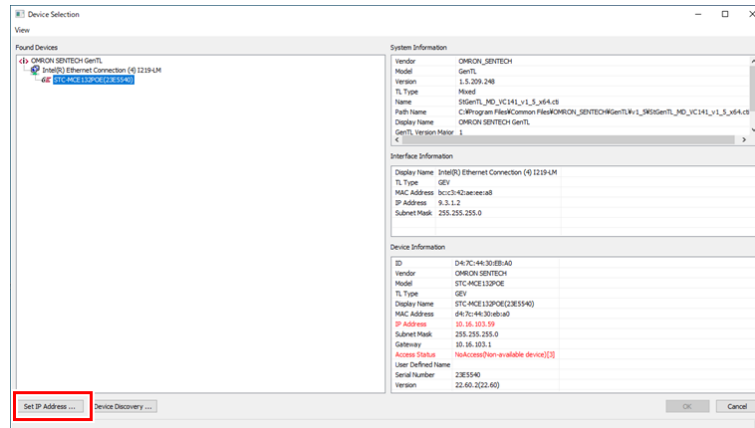 Device Selection
View
Found Devices
OMRON SENTECH GenTL
Intel(R) Ethernet Connection (4) I219-LM
GE STC-MCE132POE(23E5540)
System Information
Vendor OMRON_SENTECH
Model GenTL
Version 1.5.209.248
TL Type Mixed
Name StGenTL_MD_VC141_v1_5_x64.cti
Path Name C:¥Program Files¥Common Files¥OMRON_SENTECH¥GenTL¥v1_5¥StGenTL_MD_VC141_v1_5_x64.cti
Display Name OMRON SENTECH GenTL
GenTL Version Major 1
Interface Information
Display Name Intel(R) Ethernet Connection (4) I219-LM
TL Type GEV
MAC Address bc:c3:42:ae:ee:a8
IP Address 9.3.1.2
Subnet Mask 255.255.255.0
Device Information
ID D4:7C:44:30:EB:A0
Vendor OMRON SENTECH
Model STC-MCE132POE
TL Type GEV
Display Name STC-MCE132POE(23E5540)
MAC Address d4:7c:44:30:eb:a0
IP Address 10.16.103.59
Subnet Mask 255.255.255.0
Gateway 10.16.103.1
Access Status NoAccess(Non-available device)[3]
User Defined Name
Serial Number 23E5540
Version 22.60.2(22.60)
Set IP Address .... Device Discovery .... OK Cancel